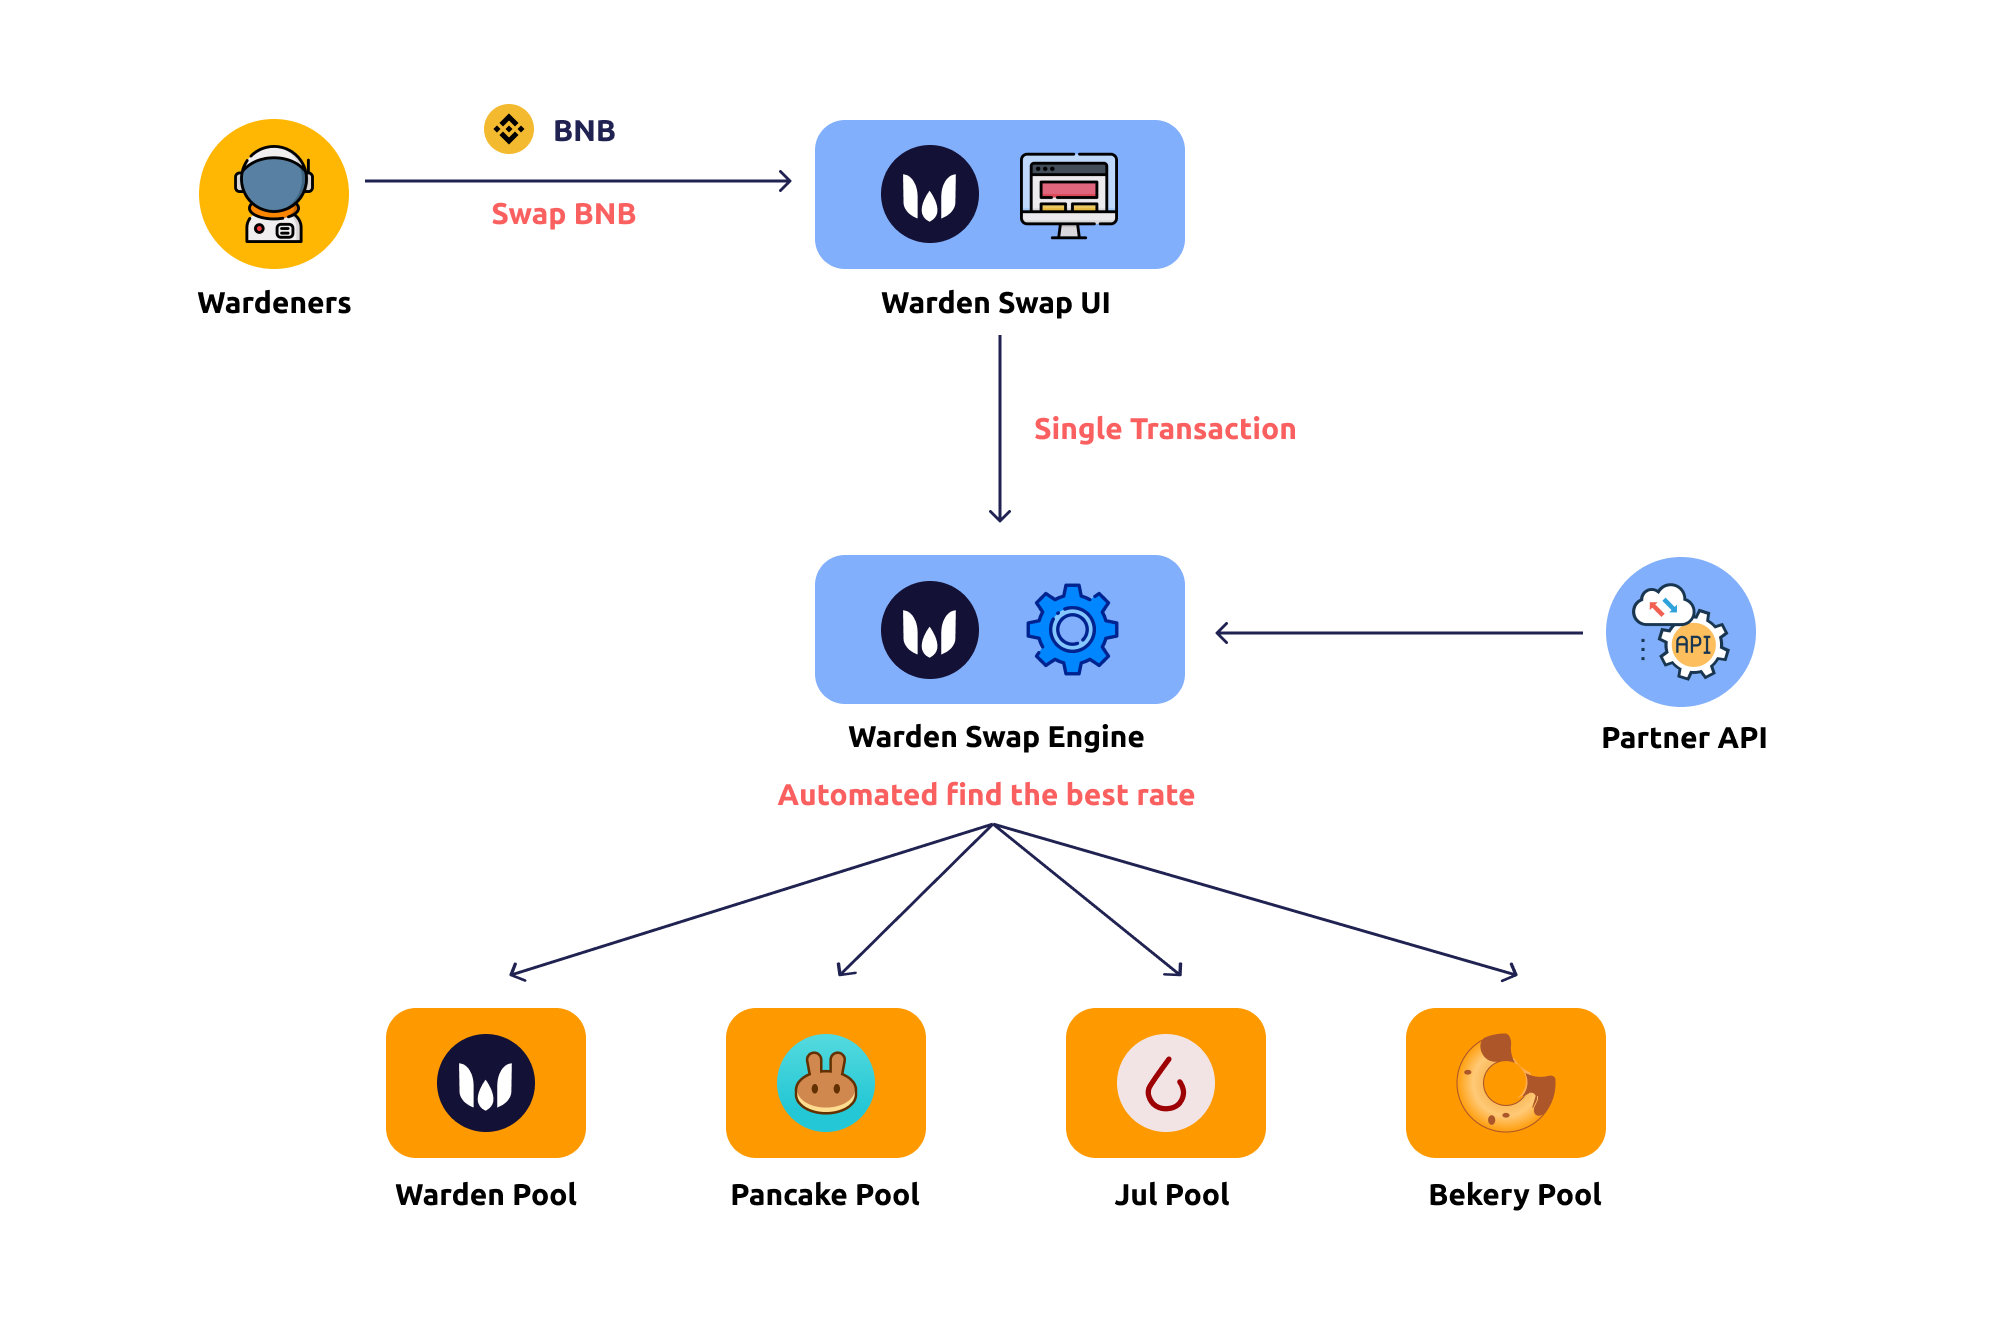 BNB
Swap BNB
Wardeners
Warden Swap UI
Single Transaction
API
Warden Swap Engine
Partner API
Automated find the best rate
Warden Pool
Pancake Pool
Jul Pool
Bekery Pool